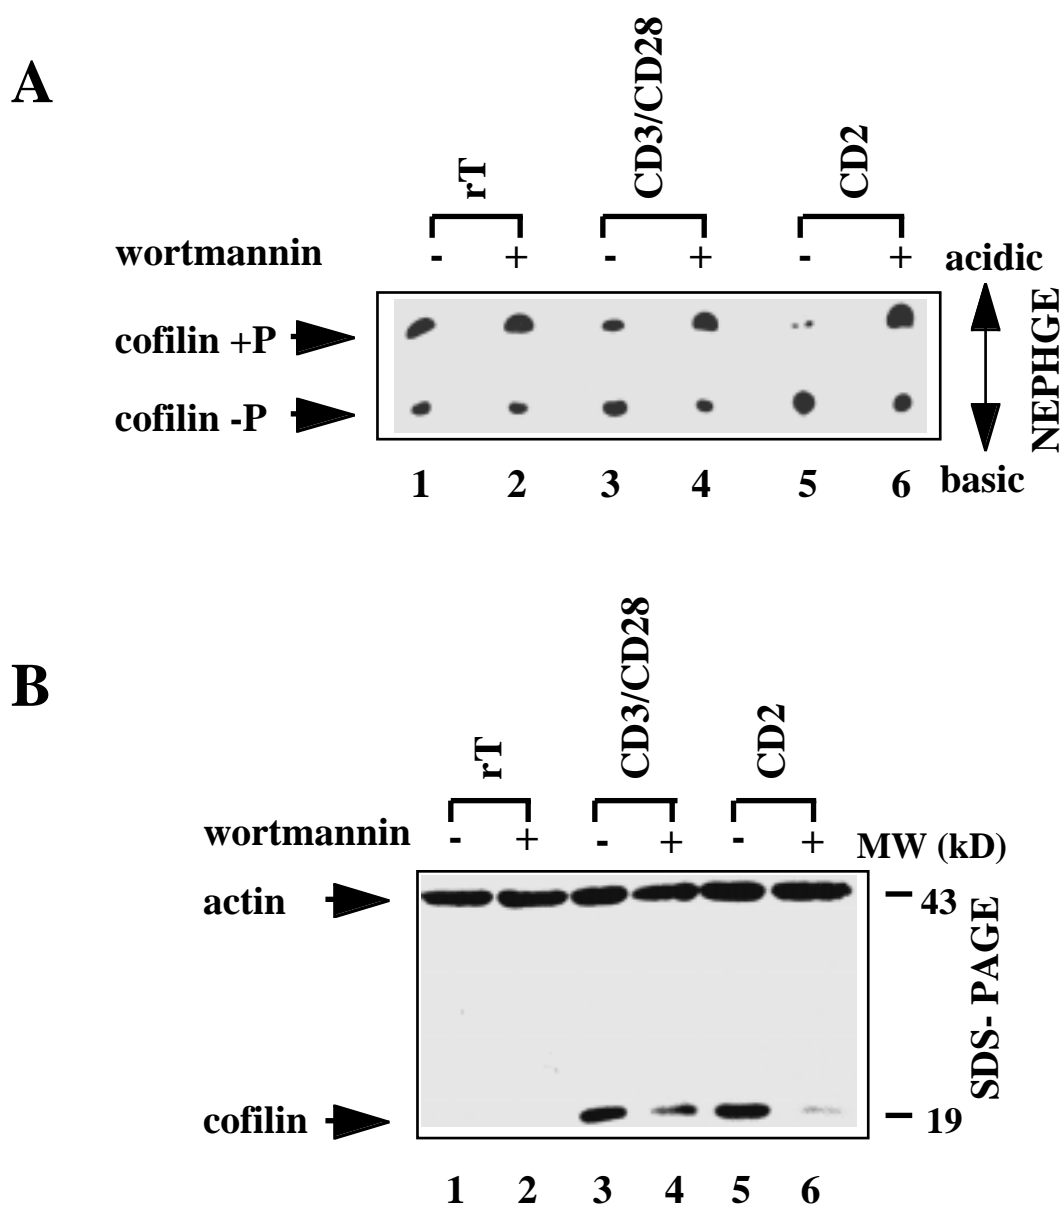 A
rT
CD3/CD28
CD2
wortmannin - + - + - + acidic
cofilin +P
cofilin -P
NEPHGE
1 2 3 4 5 6 basic
B
rT
CD3/CD28
CD2
wortmannin - + - + - + MW (kD)
actin 43
SDS- PAGE
cofilin 19
1 2 3 4 5 6